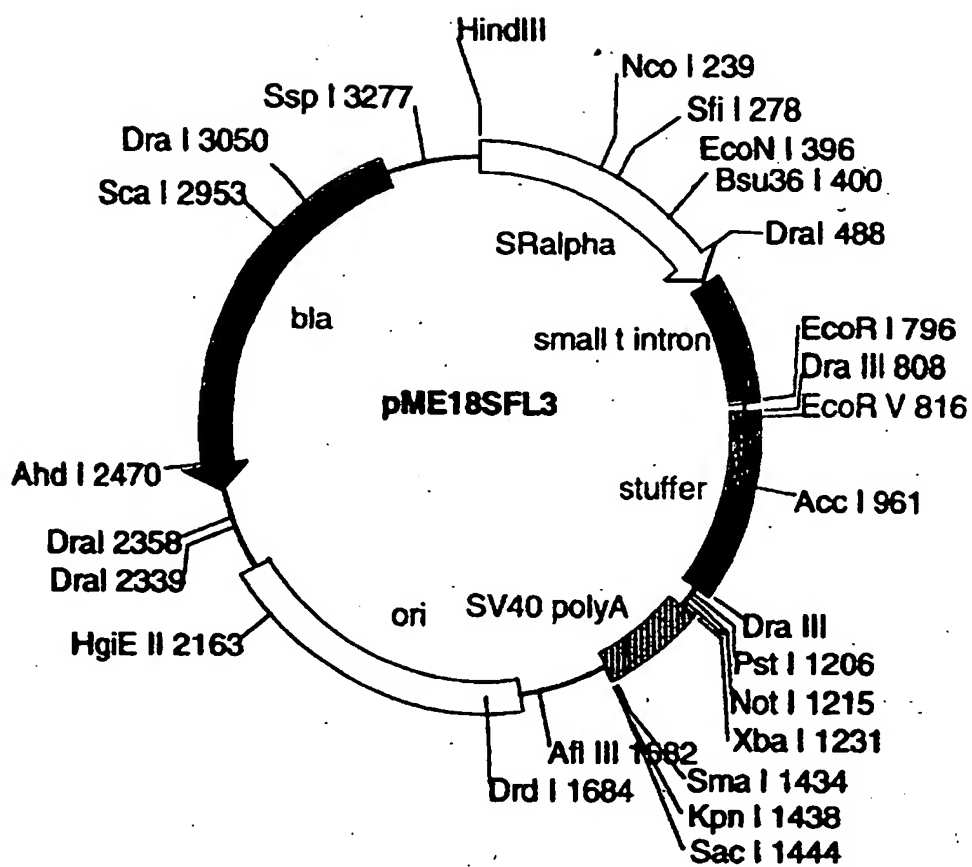 HindIII
Nco I 239
Ssp I 3277
Sfi I 278
Dra I 3050
EcoN I 396
Bsu36 I 400
Sca I 2953
DraI 488
SRalpha
bla
small t intron
EcoR I 796
Dra III 808
pME18SFL3
EcoR V 816
Ahd I 2470
stuffer
Acc I 961
DraI 2358
DraI 2339
ori
SV40 polyA
HgiE II 2163
Dra III
Pst I 1206
Not I 1215
Xba I 1231
Afl III 1682
Drd I 1684
Sma I 1434
Kpn I 1438
Sac I 1444